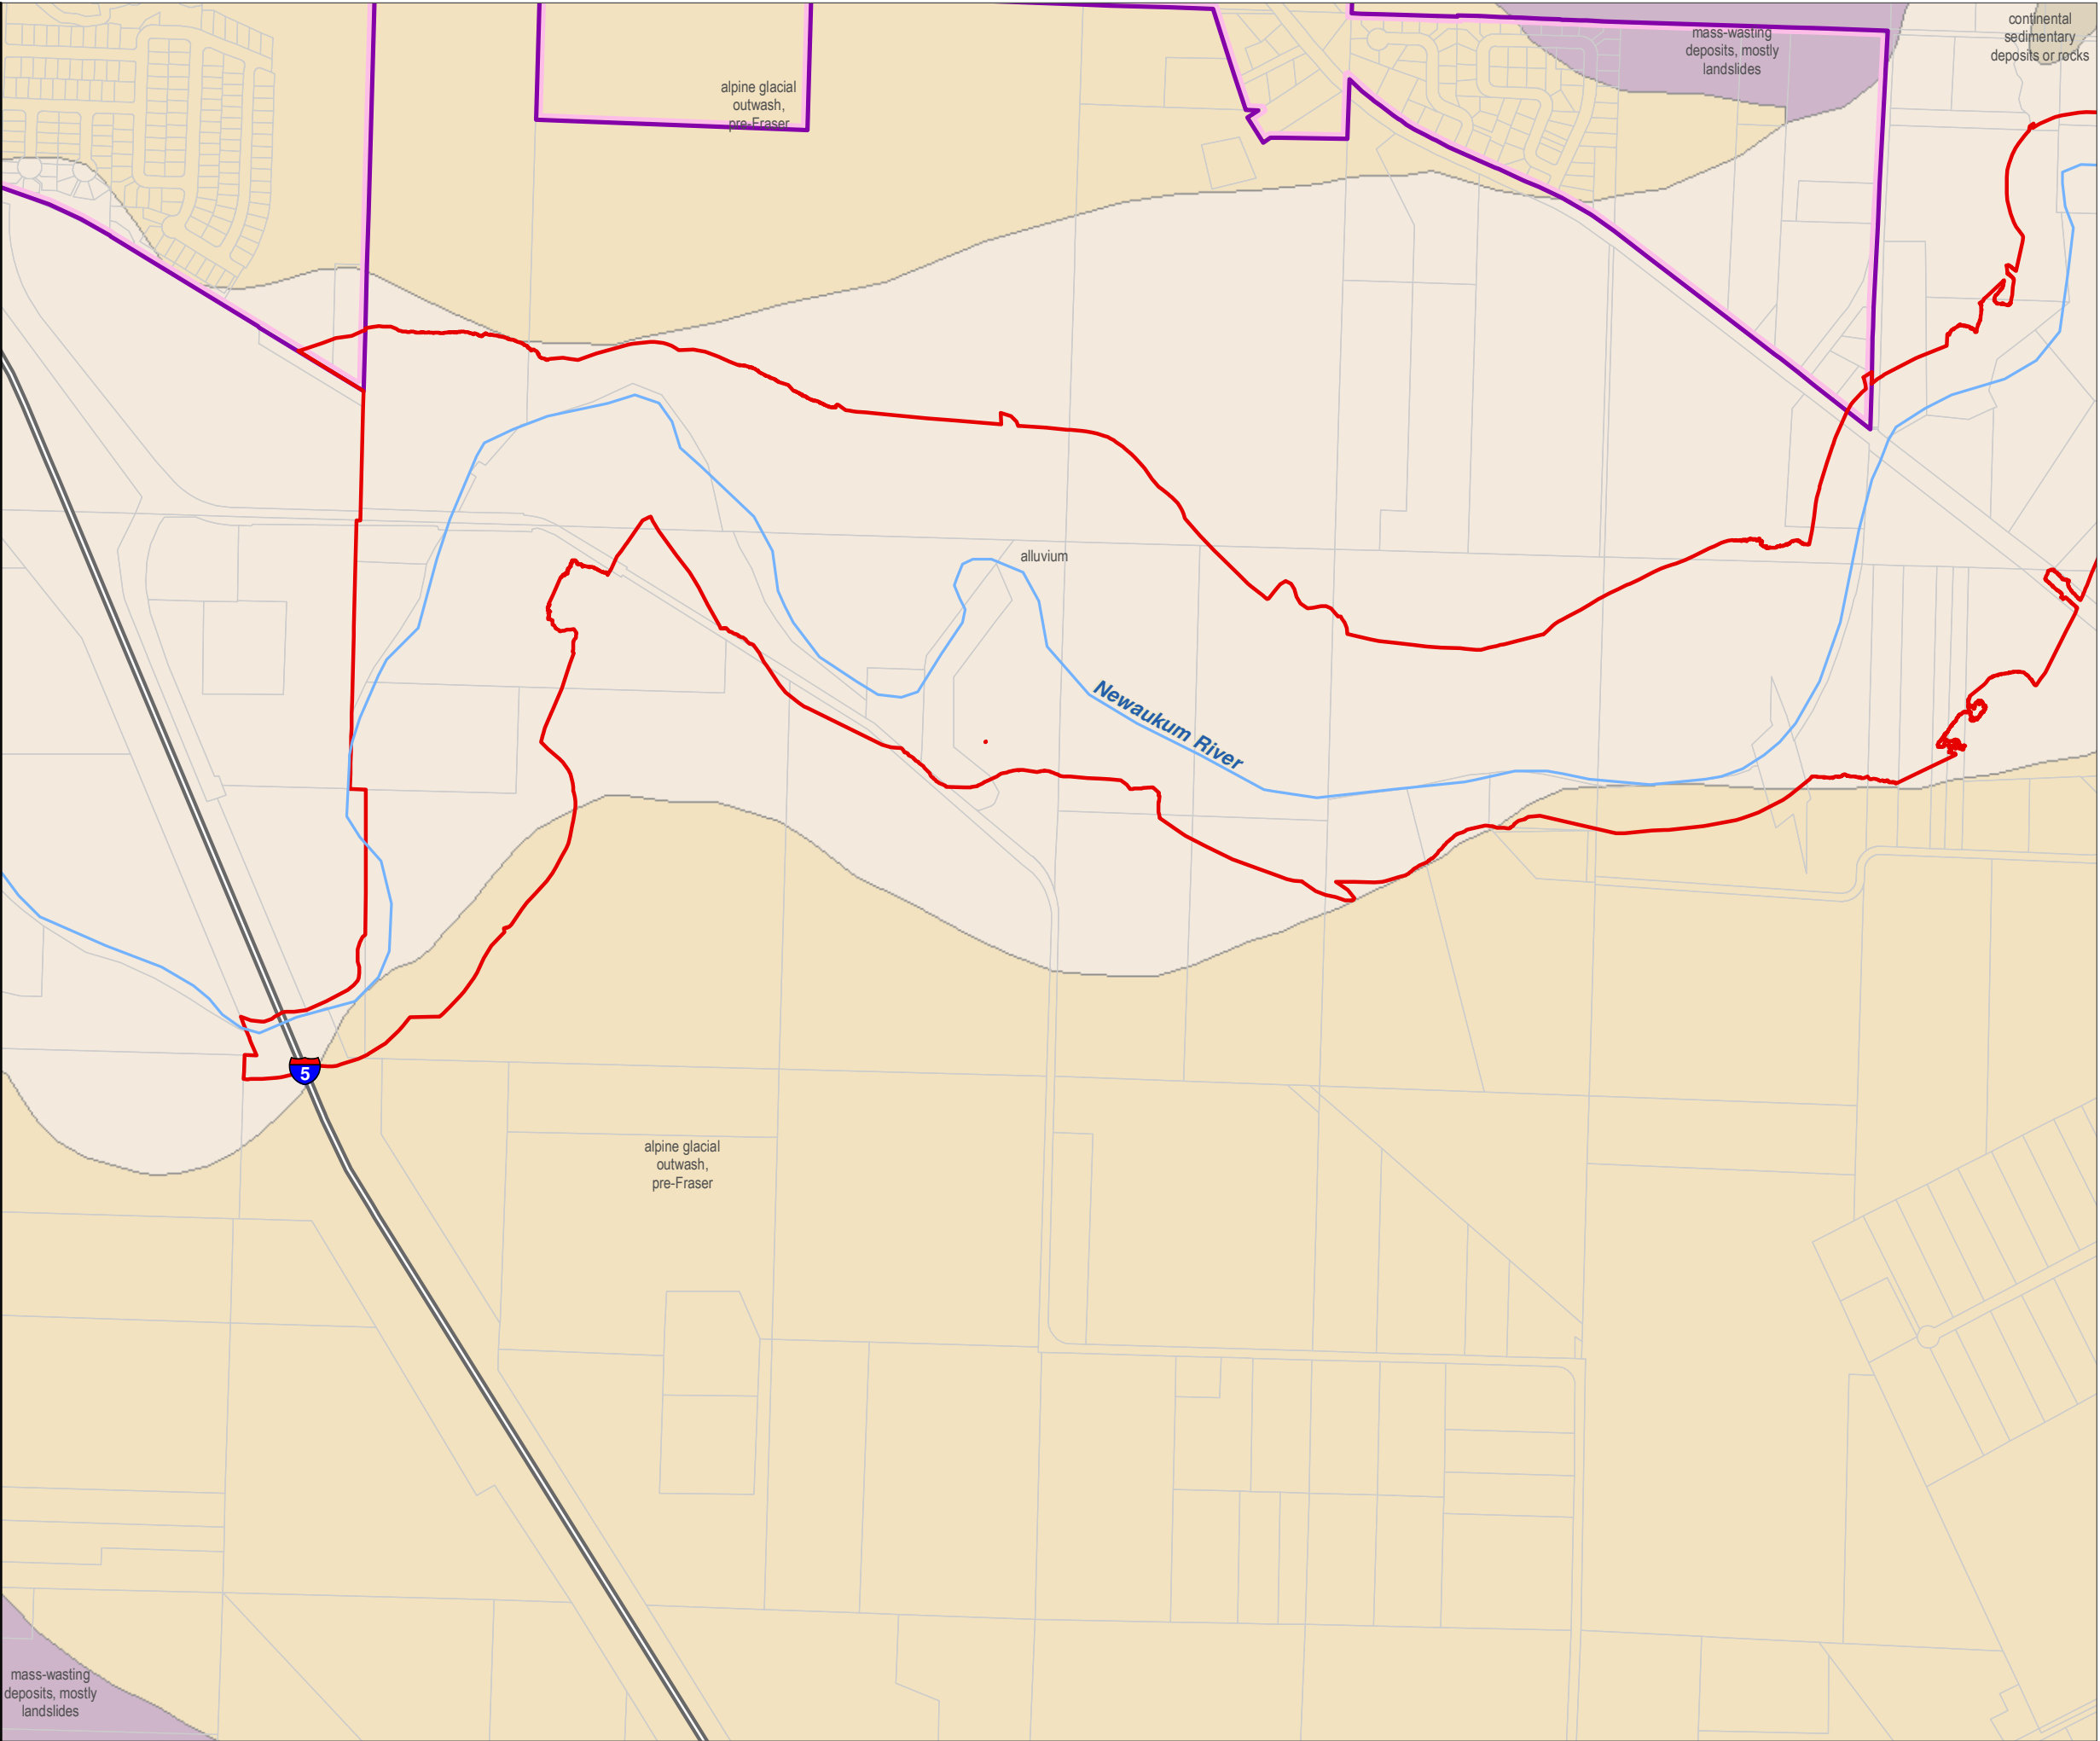 continental
sedimentary
deposits or rocks
mass-wasting
deposits, mostly
landslides
alpine glacial
outwash,
pre-Fraser
alluvium
Newaukum River
5
alpine glacial
outwash,
pre-Fraser
mass-wasting
deposits, mostly
landslides